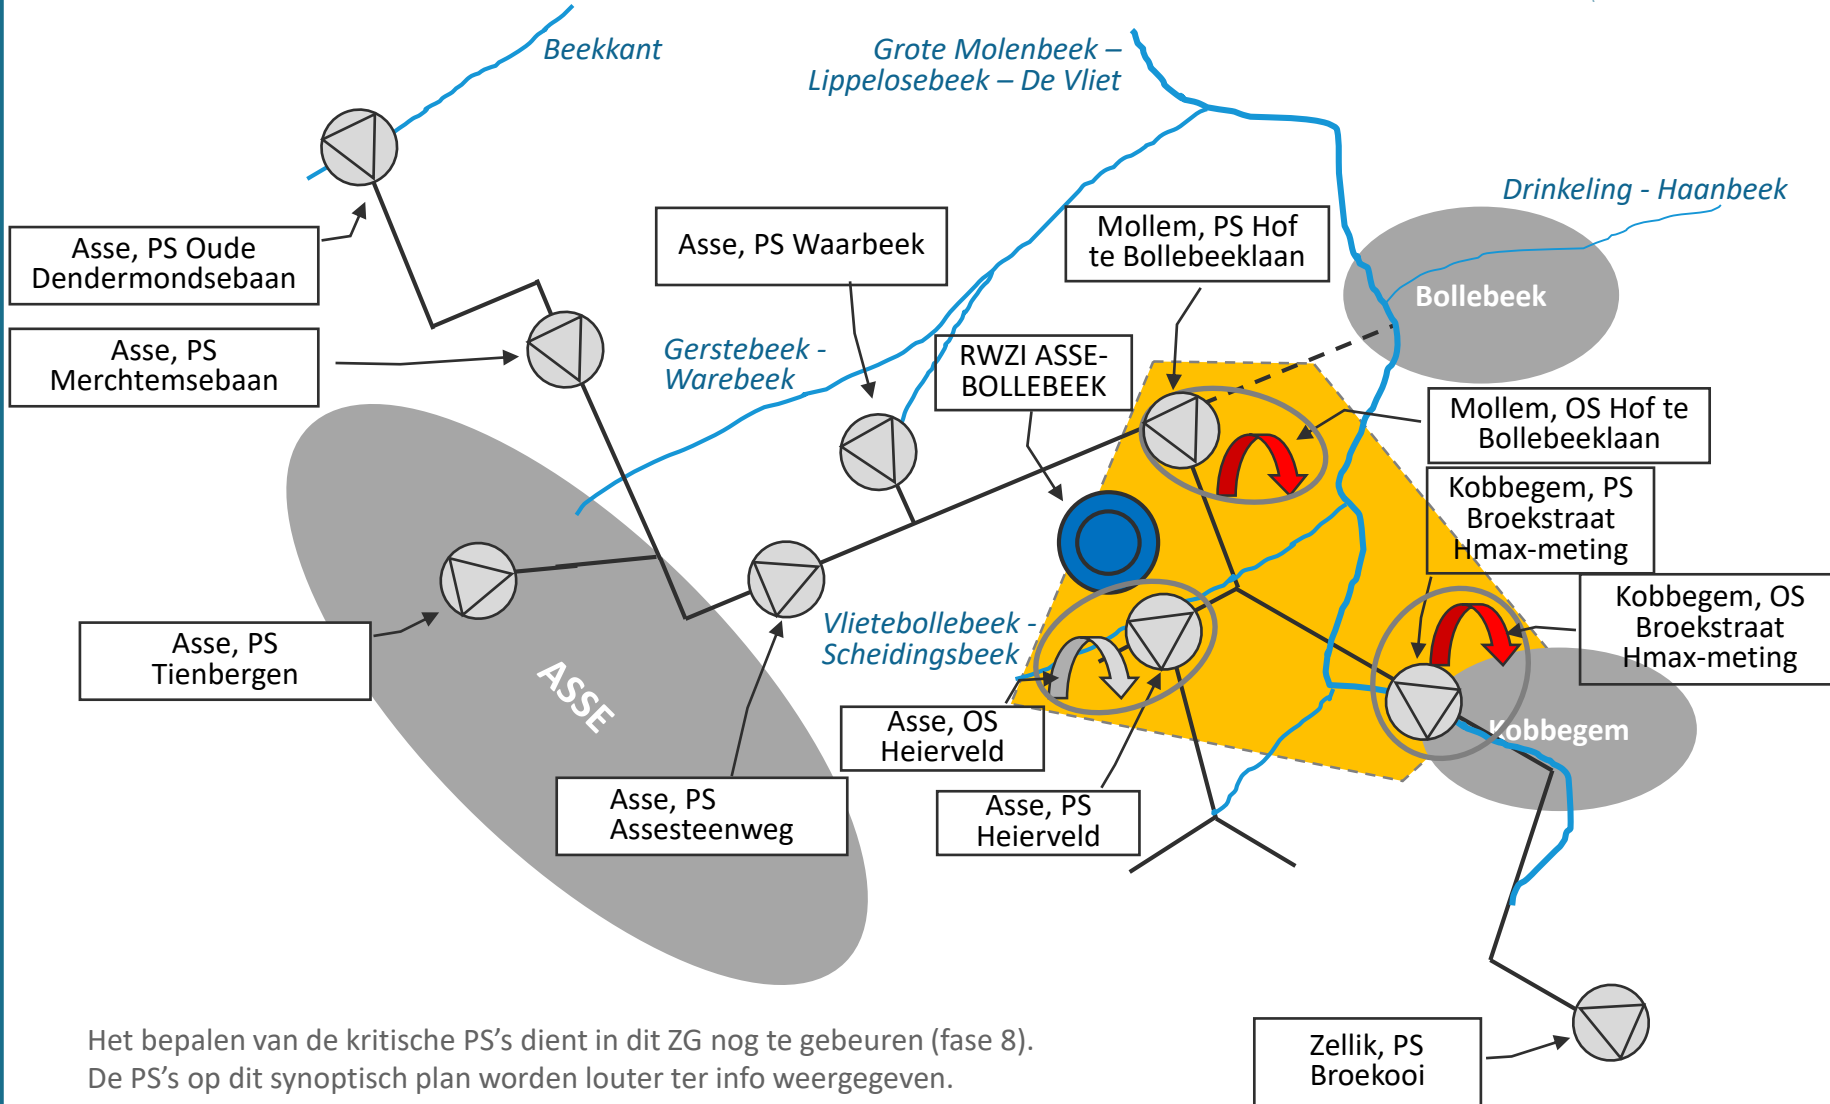 Beekkant
Grote Molenbeek –
Lippelosebeek – De Vliet
Drinkeling - Haanbeek
Asse, PS Oude
Dendermondsebaan
Asse, PS Waarbeek
Mollem, PS Hof
te Bollebeeklaan
Bollebeek
Asse, PS
Merchtemsebaan
Gerstebeek -
Warebeek
RWZI ASSE-
BOLLEBEEK
Mollem, OS Hof te
Bollebeeklaan
Kobbegem, PS
Broekstraat
Hmax-meting
Kobbegem, OS
Broekstraat
Hmax-meting
Vlietebollebeek -
Scheidingsbeek
Asse, PS
Tienbergen
ASSE
Asse, OS
Heierveld
Kobbegem
Asse, PS
Assesteenweg
Asse, PS
Heierveld
Zellik, PS
Broekooi
Het bepalen van de kritische PS's dient in dit ZG nog te gebeuren (fase 8).
De PS's op dit synoptisch plan worden louter ter info weergegeven.